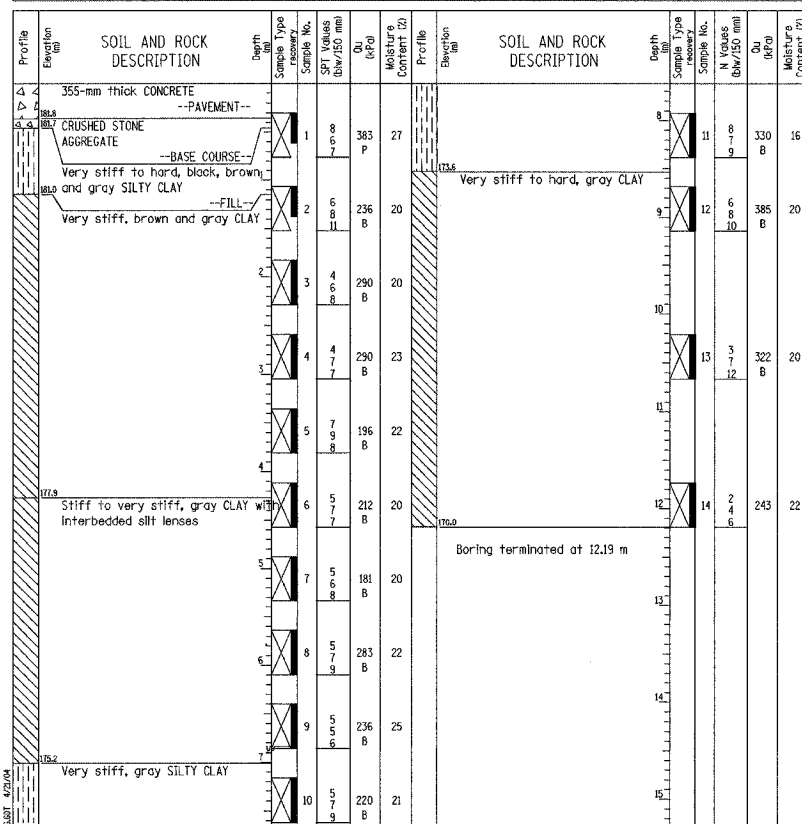 Profile
Elevation (m)
SOIL AND ROCK
DESCRIPTION
Depth (m)
Sample Type
recovery
Sample No.
SPT Values
(blw/150 mm)
Qu
(kPa)
Moisture
Content (%)
355-mm thick CONCRETE
--PAVEMENT--
181.8
181.7
CRUSHED STONE
AGGREGATE
--BASE COURSE--
1
8
6
7
383
P
27
Very stiff to hard, black, brown,
and gray SILTY CLAY
181.0
--FILL--
Very stiff, brown and gray CLAY
2
6
8
11
236
B
20
2
3
4
6
8
290
B
20
3
4
4
7
7
290
B
23
5
7
9
8
196
B
22
4
177.9
Stiff to very stiff, gray CLAY with
interbedded silt lenses
6
5
7
7
212
B
20
5
7
5
6
8
181
B
20
6
8
5
7
9
283
B
22
9
5
5
6
236
B
25
175.2
7
Very stiff, gray SILTY CLAY
10
5
7
9
220
B
21
Profile
Elevation (m)
SOIL AND ROCK
DESCRIPTION
Depth (m)
Sample Type
recovery
Sample No.
N Values
(blw/150 mm)
Qu
(kPa)
Moisture
Content (%)
8
11
8
7
9
330
B
16
173.6
Very stiff to hard, gray CLAY
9
12
6
8
10
385
B
20
10
13
3
7
12
322
B
20
11
12
14
2
4
6
243
22
170.0
Boring terminated at 12.19 m
13
14
15
4/21/04